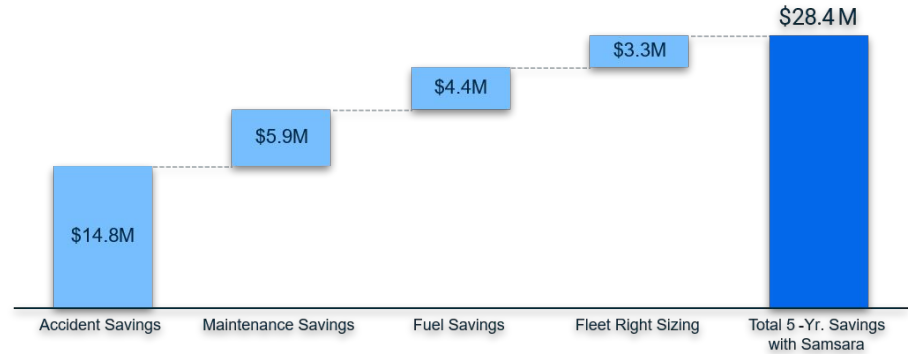 $28.4 M
$3.3M
$4.4M
$5.9M
$14.8M
Accident Savings
Maintenance Savings
Fuel Savings
Fleet Right Sizing
Total 5 -Yr. Savings
with Samsara